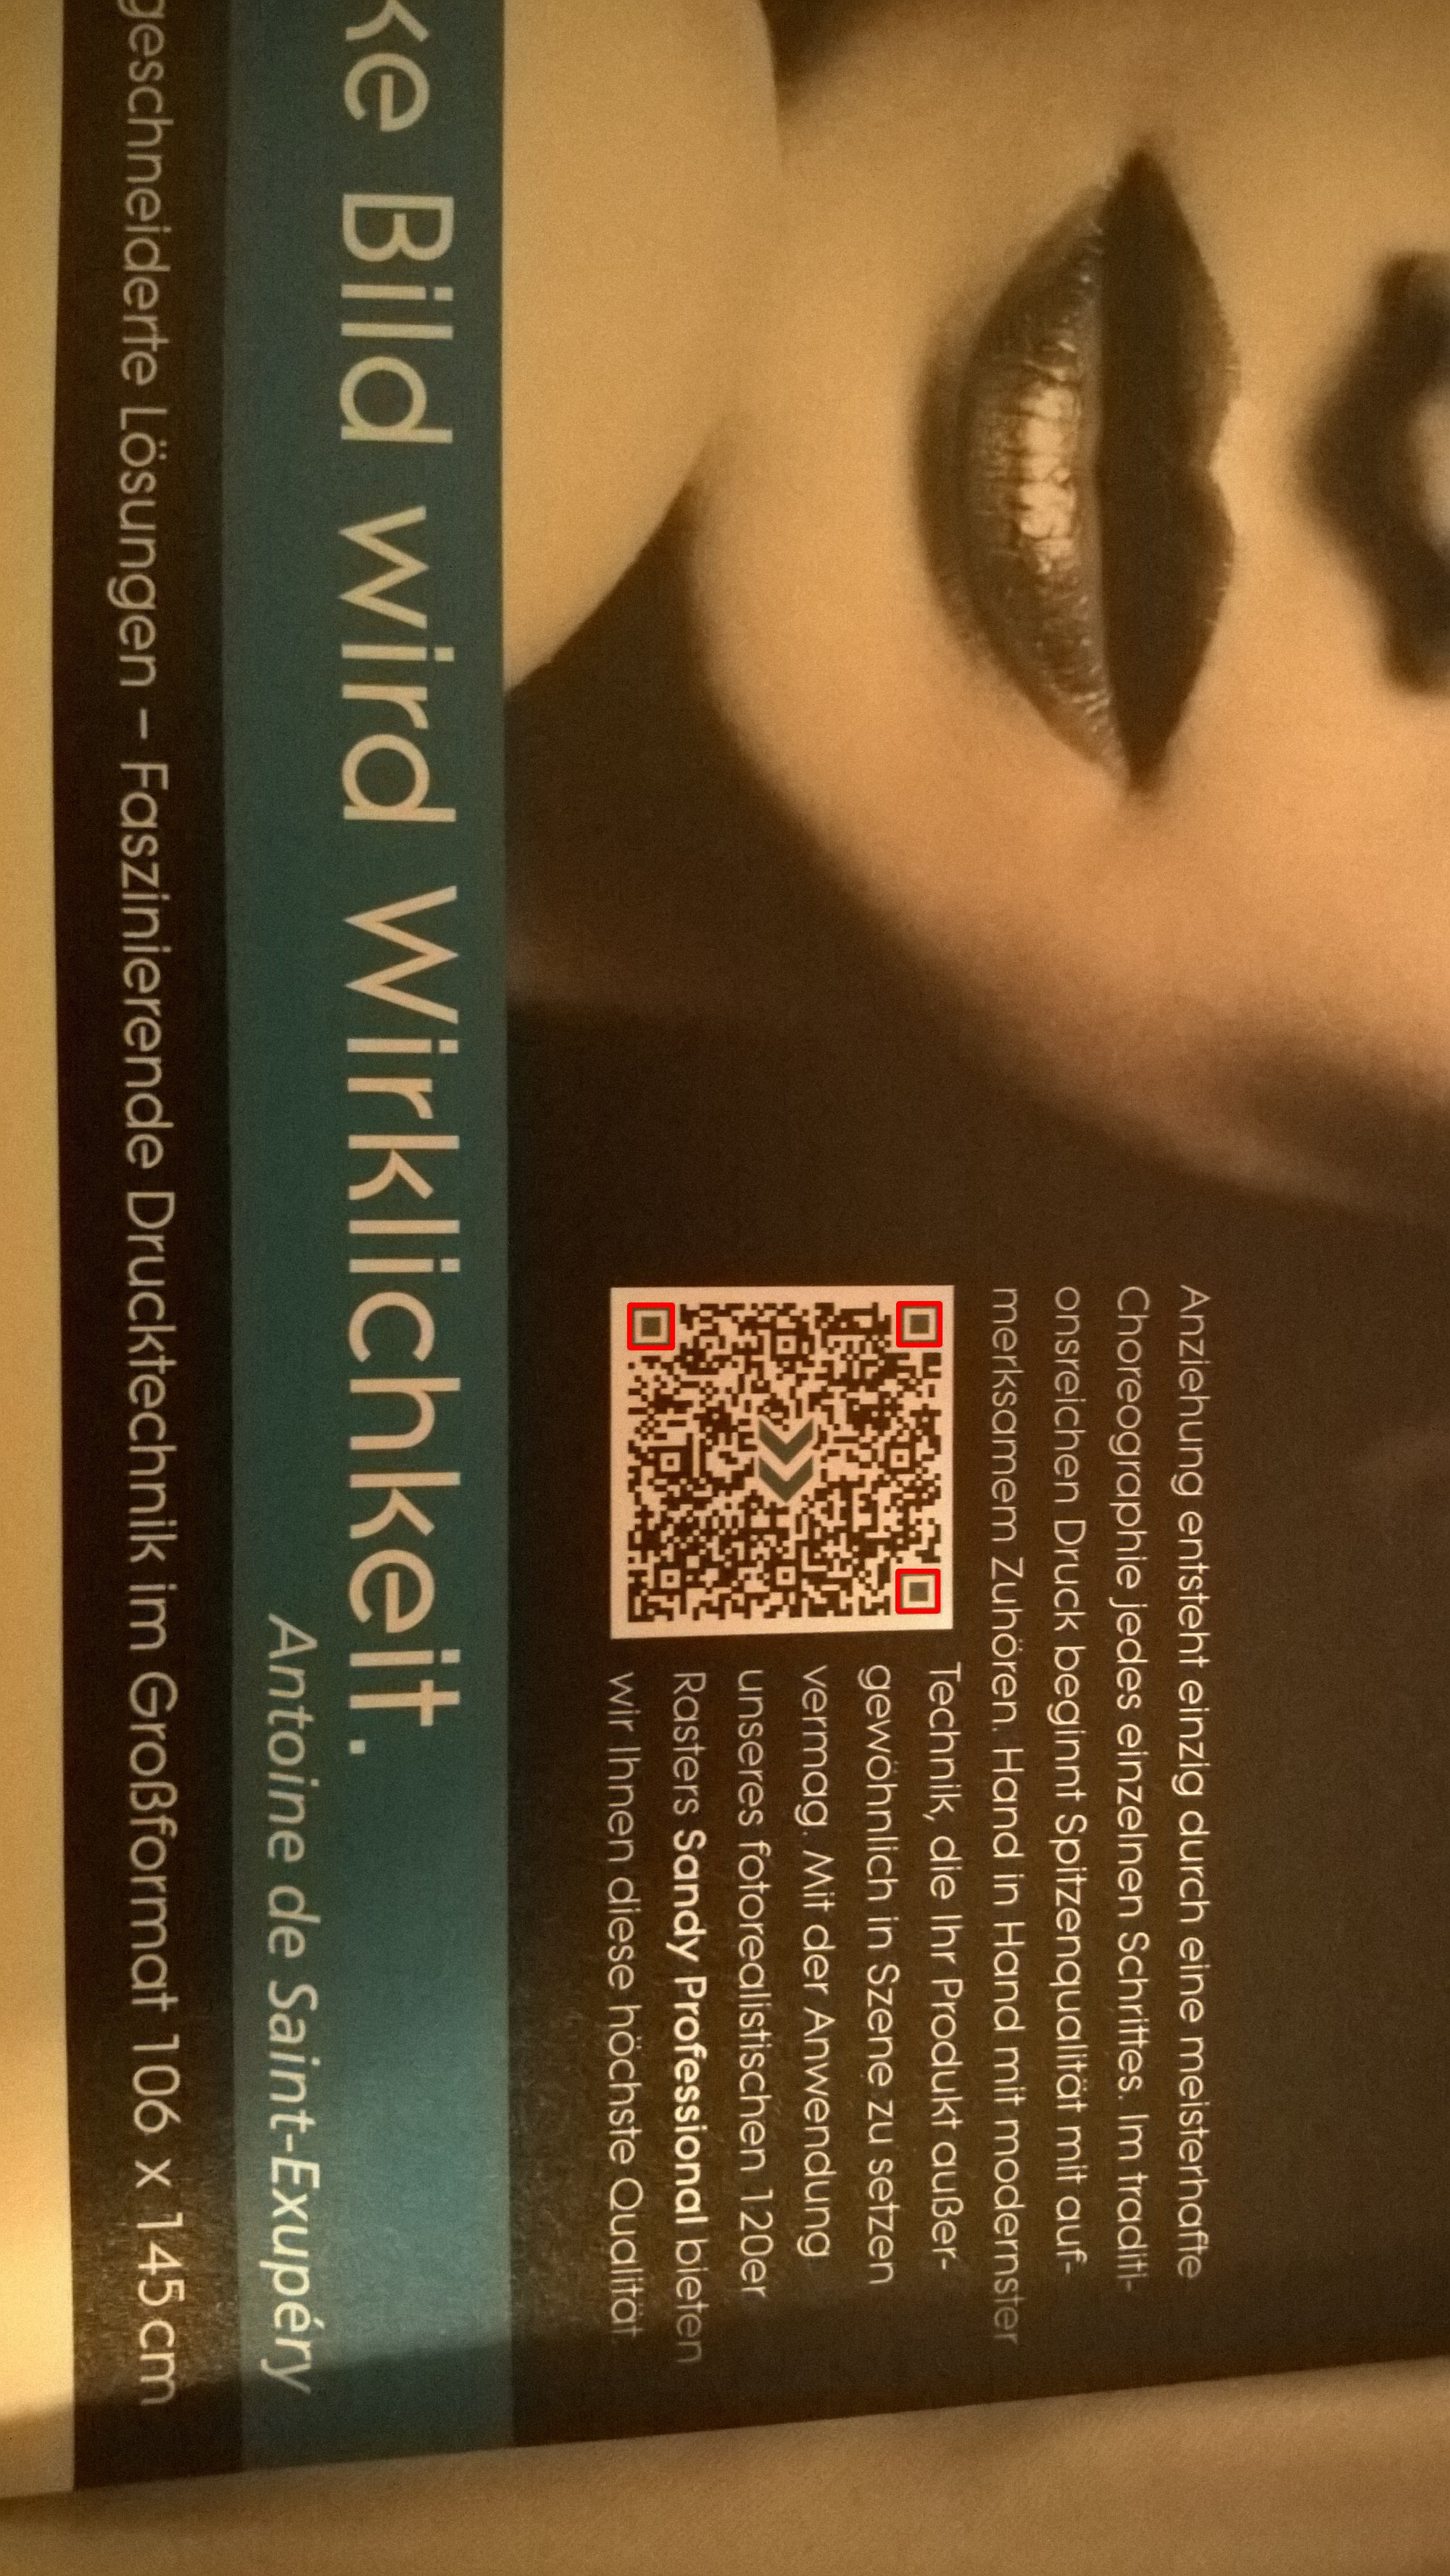 Anziehung entsteht einzig durch eine meisterhafte
Choreographie jedes einzelnen Schrittes. Im traditi-
onsreichen Druck beginnt Spitzenqualität mit auf-
merksamem Zuhören. Hand in Hand mit modernster
Technik, die Ihr Produkt außer-
gewöhnlich in Szene zu setzen
vermag. Mit der Anwendung
unseres fotorealistischen 120er
Rasters Sandy Professional bieten
wir Ihnen diese höchste Qualität.
ke Bild wird Wirklichkeit.
Antoine de Saint-Exupéry
geschneiderte Lösungen – Faszinierende Drucktechnik im Großformat 106 x 145cm